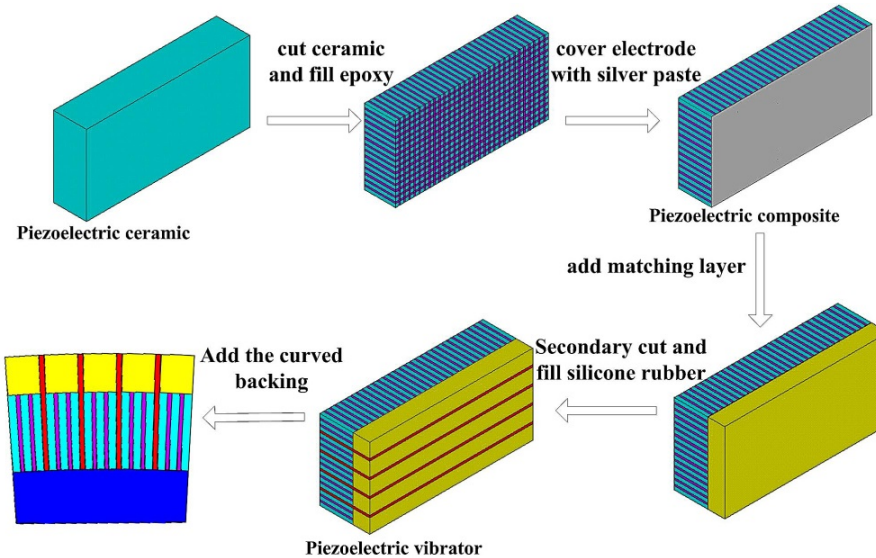 cut ceramic
and fill epoxy
cover electrode
with silver paste
Piezoelectric ceramic
Piezoelectric composite
add matching layer
Secondary cut and
fill silicone rubber
Add the curved
backing
Piezoelectric vibrator